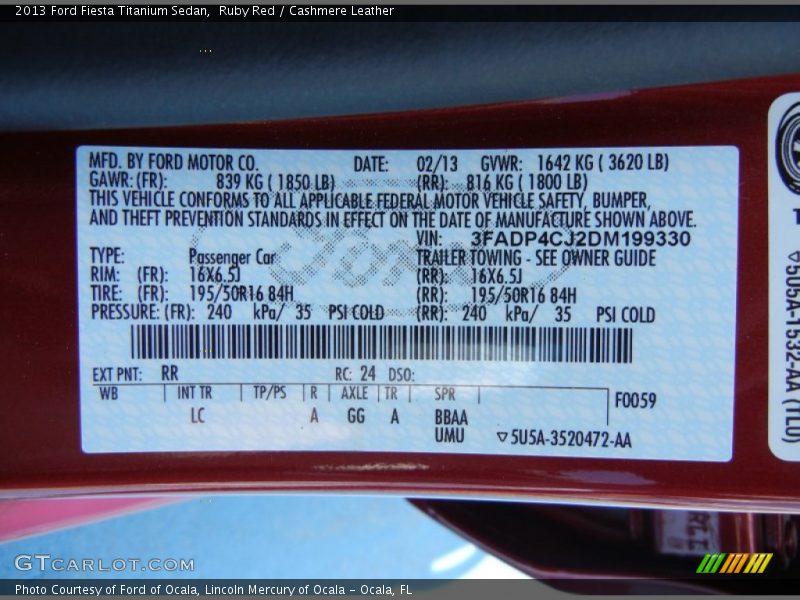 2013 Ford Fiesta Titanium Sedan,  Ruby Red / Cashmere Leather
MFD. BY FORD MOTOR CO. DATE: 02/13 GVWR: 1642 KG ( 3620 LB)
GAWR: (FR): 839 KG ( 1850 LB) (RR): 816 KG ( 1800 LB)
THIS VEHICLE CONFORMS TO ALL APPLICABLE FEDERAL MOTOR VEHICLE SAFETY, BUMPER,
AND THEFT PREVENTION STANDARDS IN EFFECT ON THE DATE OF MANUFACTURE SHOWN ABOVE.
VIN: 3FADP4CJ2DM199330
TYPE: Passenger Car TRAILER TOWING - SEE OWNER GUIDE
RIM: (FR): 16X6.5J (RR): 16X6.5J
TIRE: (FR): 195/50R16 84H (RR): 195/50R16 84H
PRESSURE: (FR): 240 kPa/ 35 PSI COLD (RR): 240 kPa/ 35 PSI COLD
EXT PNT: RR RC: 24 DSO:
WB INT TR TP/PS R AXLE TR SPR F0059
LC A GG A BBAA
UMU ▽5U5A-3520472-AA
▽505A-1532-AA (TLD)
GTCARLOT.COM
Photo Courtesy of Ford of Ocala, Lincoln Mercury of Ocala – Ocala, FL